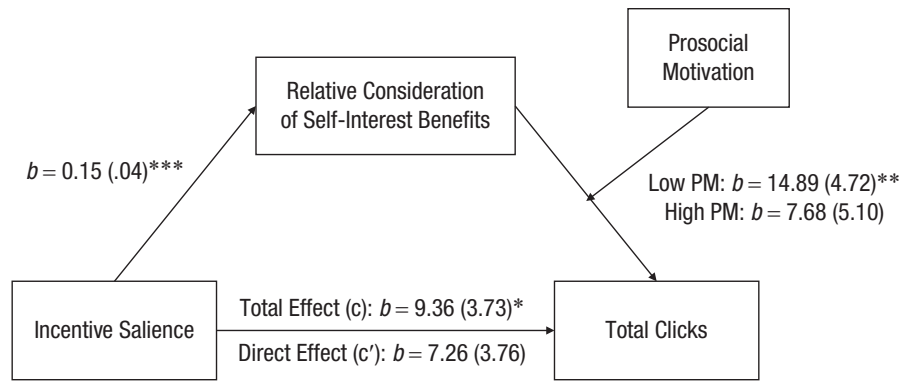 Prosocial
Motivation
Relative Consideration
of Self-Interest Benefits
b = 0.15 (.04)***
Low PM: b = 14.89 (4.72)**
High PM: b = 7.68 (5.10)
Incentive Salience
Total Effect (c): b = 9.36 (3.73)*
Direct Effect (c′): b = 7.26 (3.76)
Total Clicks